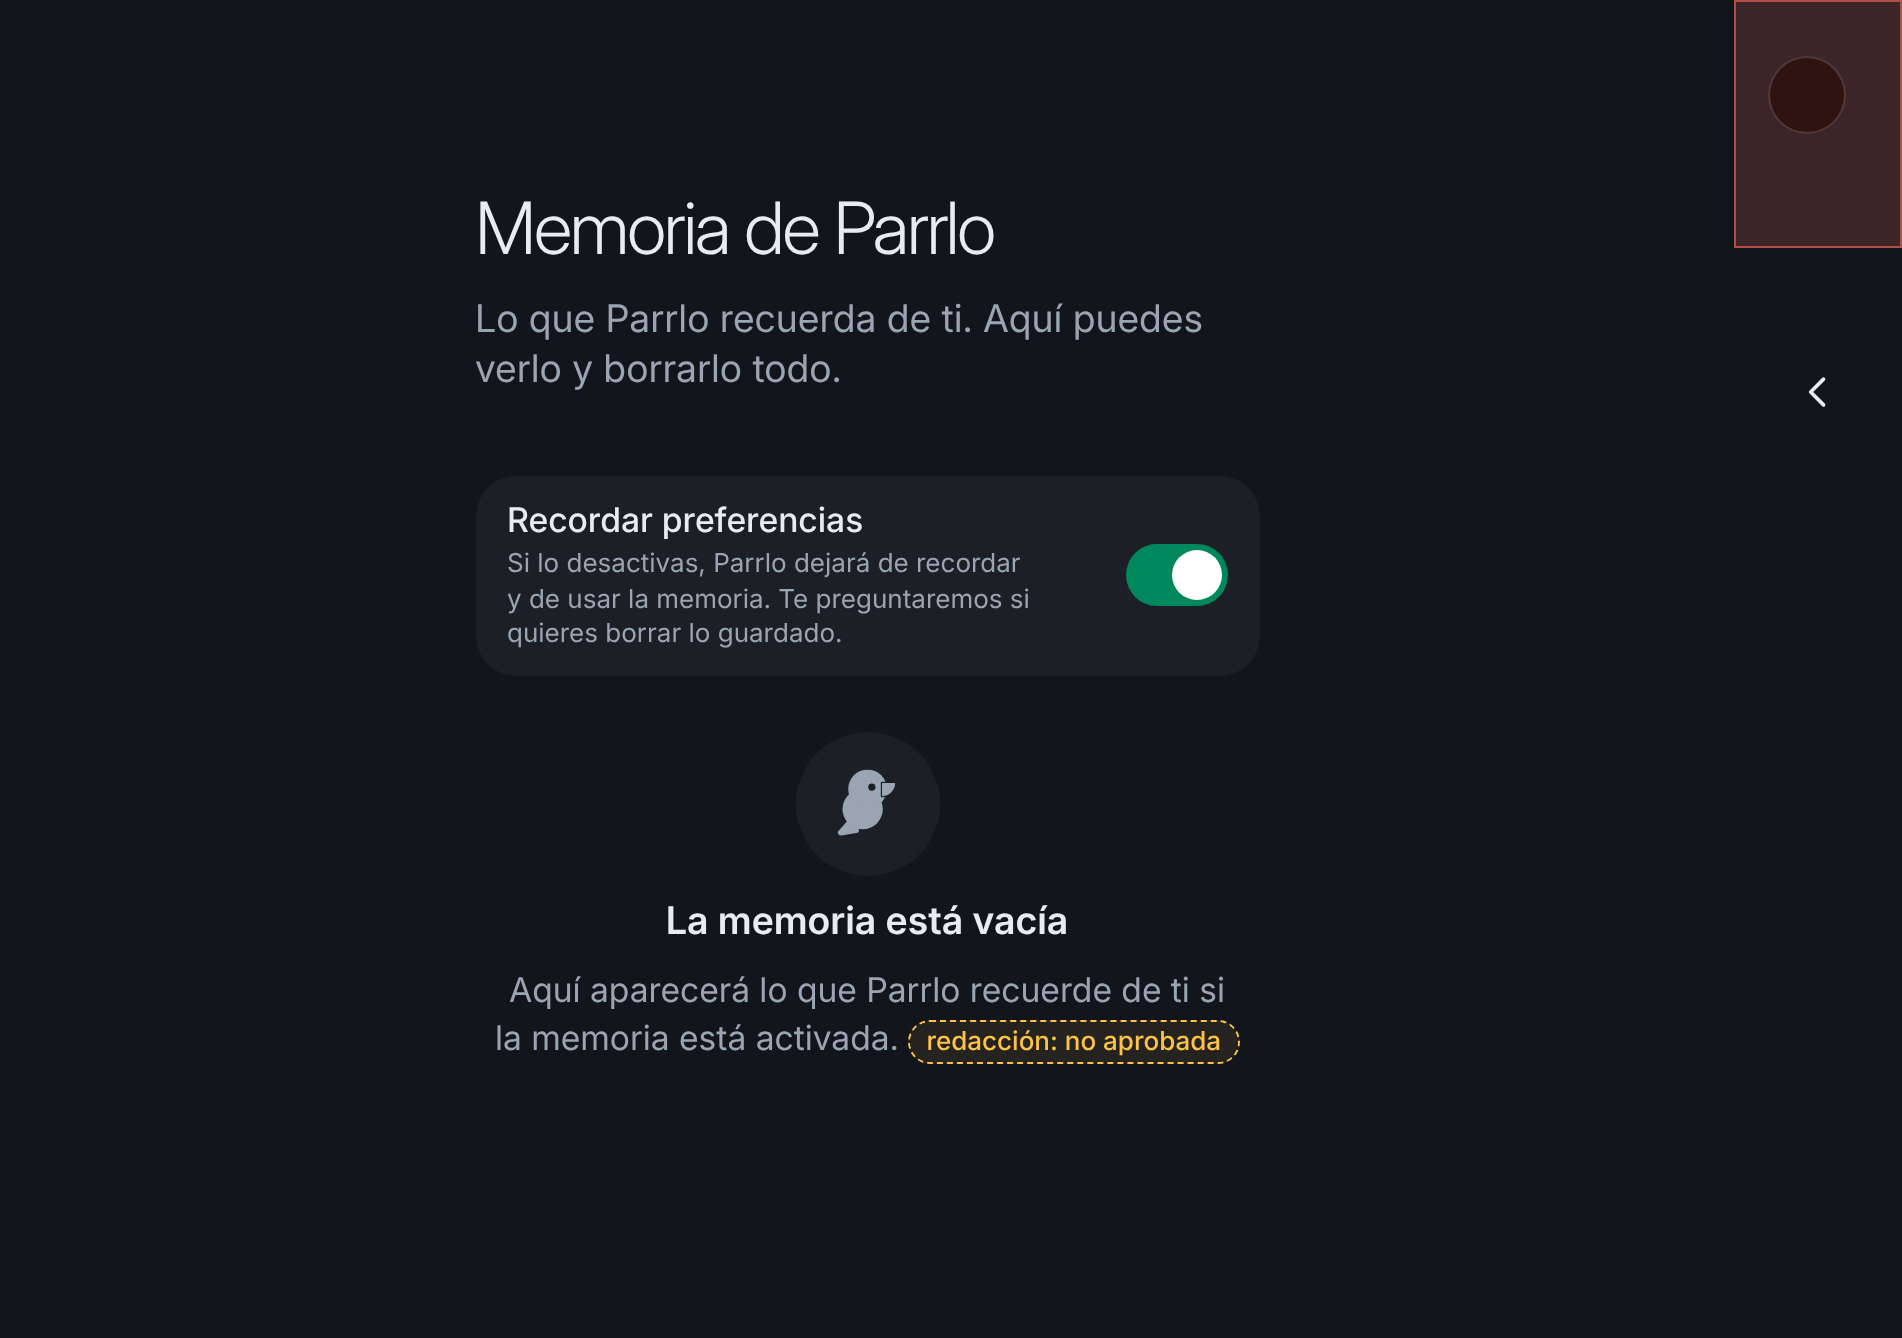 Memoria de Parrlo
Lo que Parrlo recuerda de ti. Aquí puedes
verlo y borrarlo todo.
Recordar preferencias
Si lo desactivas, Parrlo dejará de recordar
y de usar la memoria. Te preguntaremos si
quieres borrar lo guardado.
La memoria está vacía
Aquí aparecerá lo que Parrlo recuerde de ti si
la memoria está activada. redacción: no aprobada